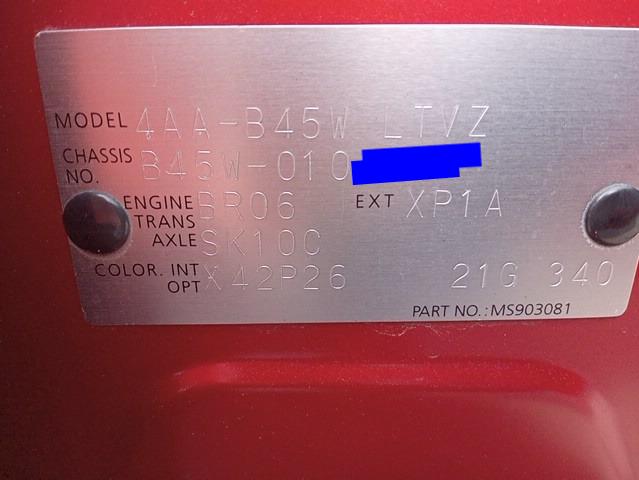 MODEL 4AA-B45W LTVZ
CHASSIS NO. B45W-010
ENGINE BR06 EXT XP1A
TRANS AXLE SK10C
COLOR. INT X42P26 21G 340
OPT
PART NO.:MS903081